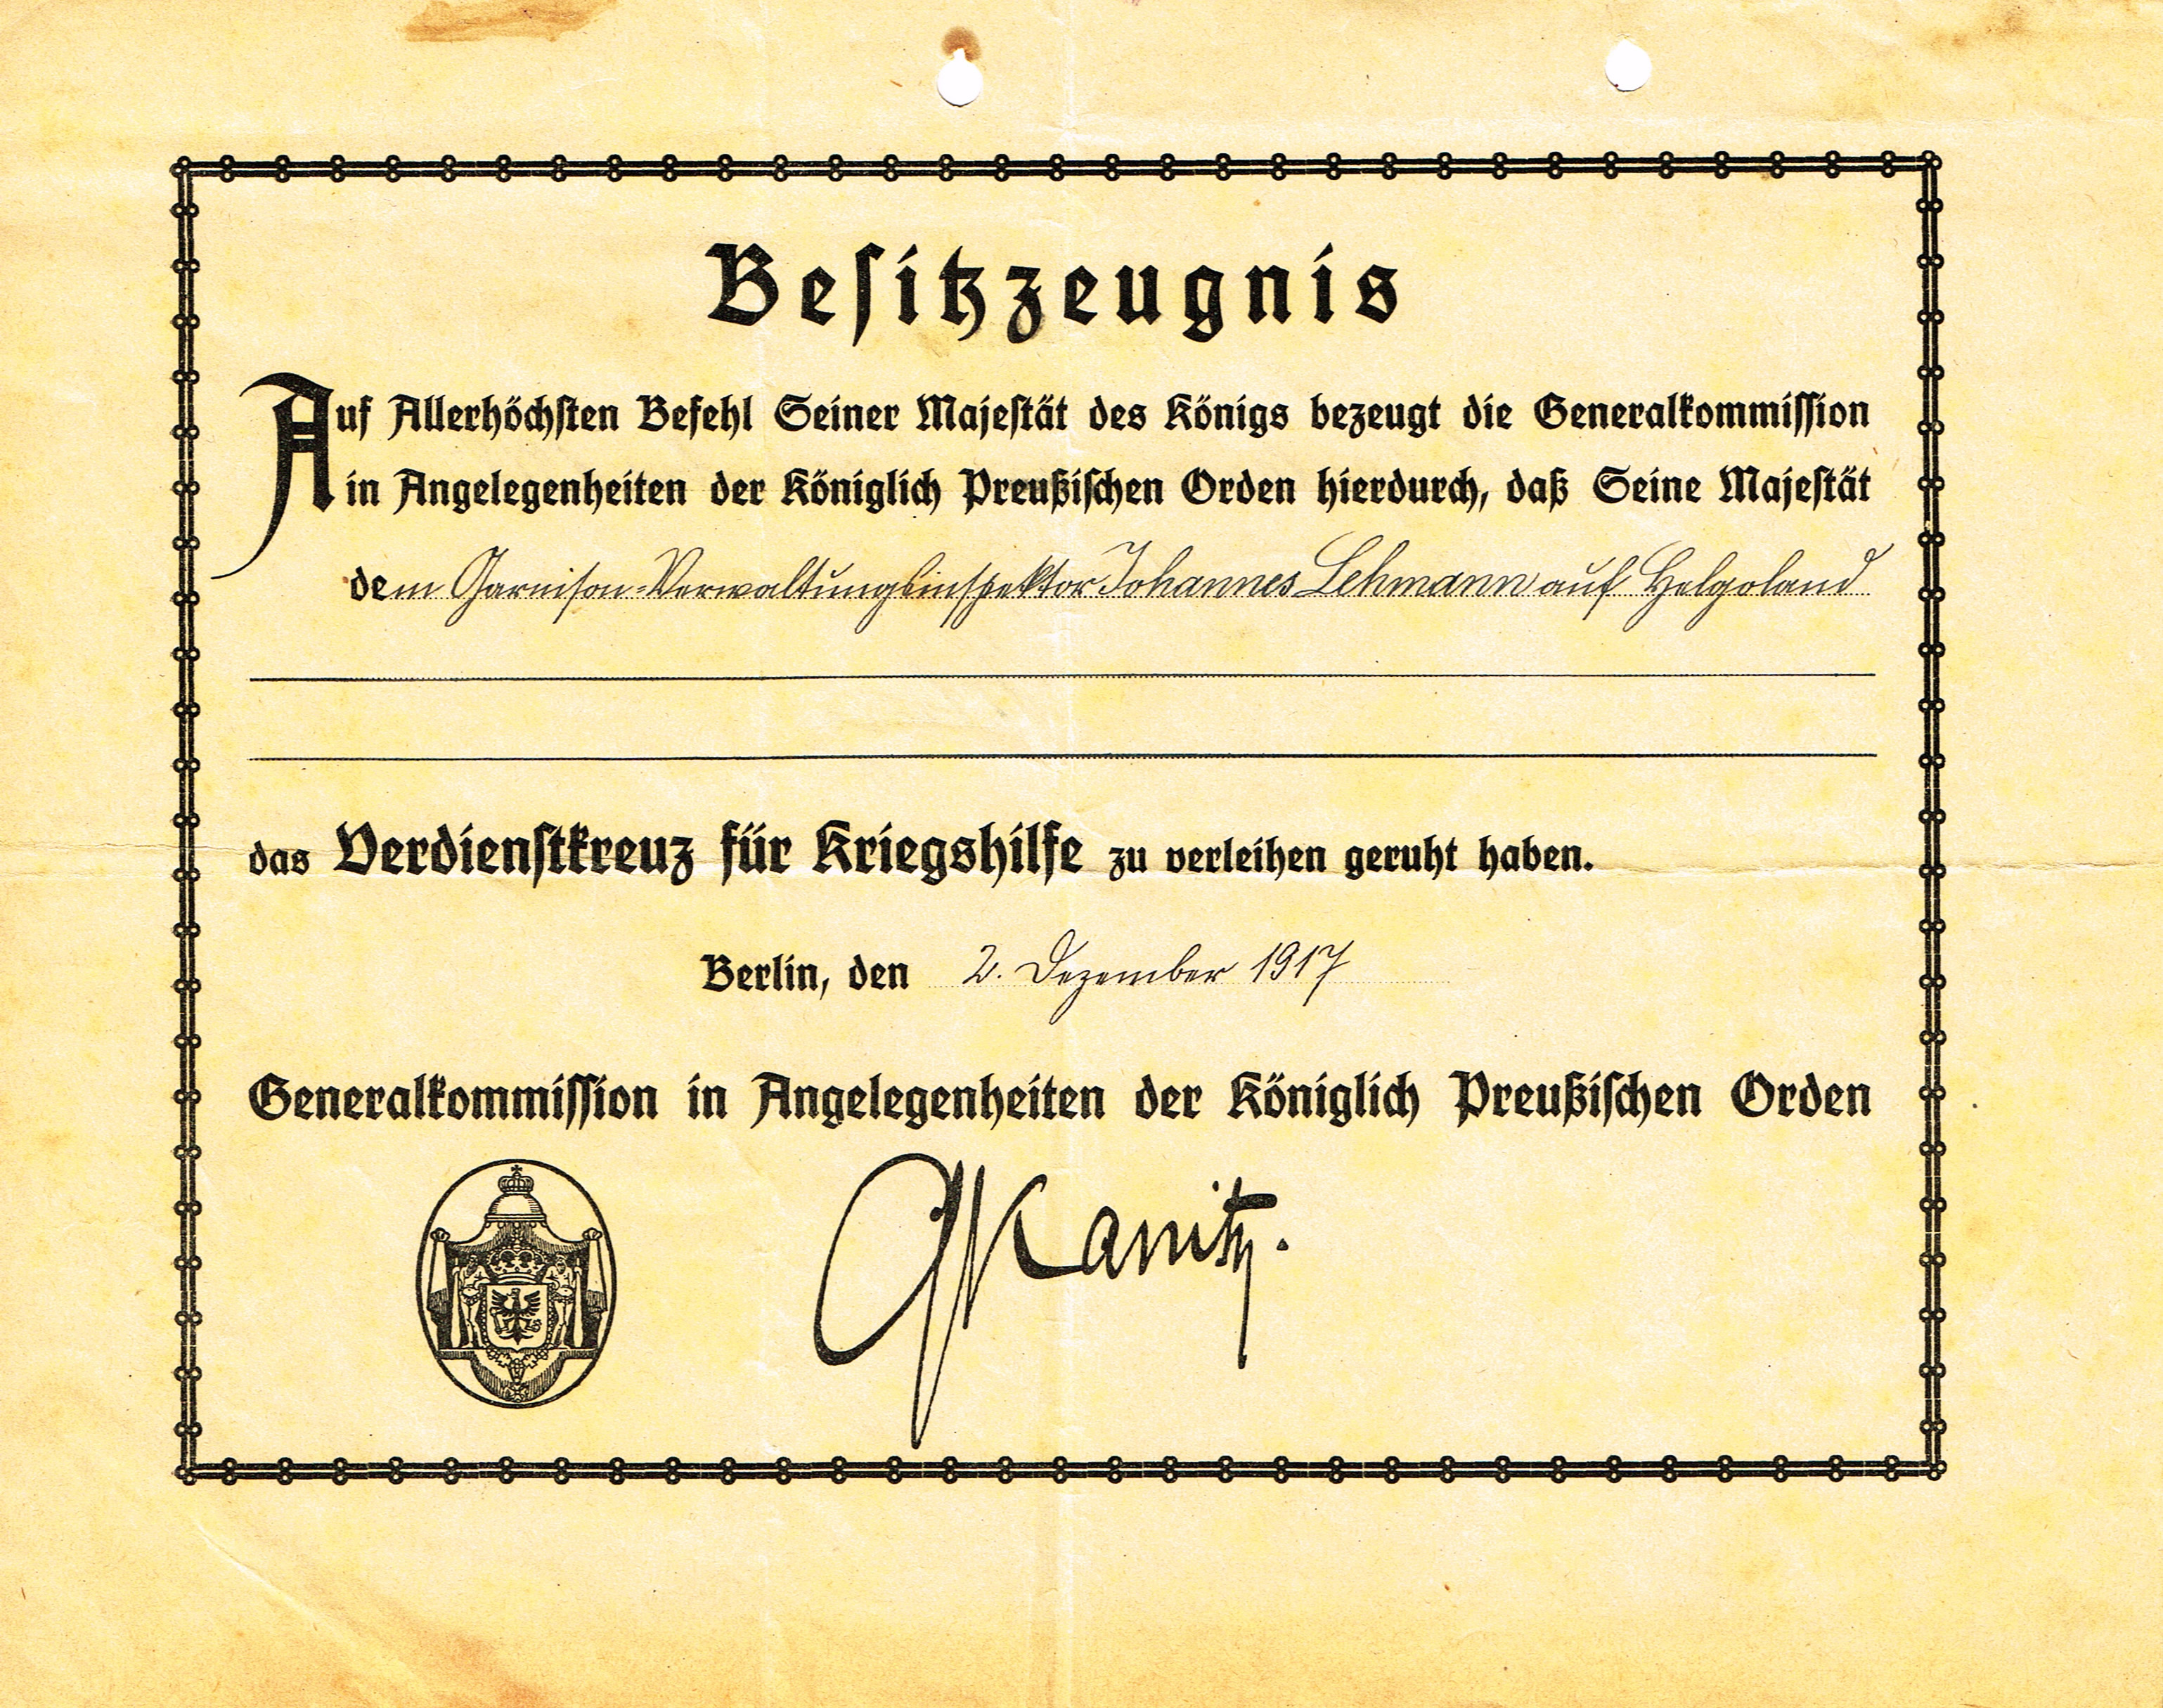 Besitzzeugnis
Auf Allerhöchsten Befehl Seiner Majestät des Königs bezeugt die Generalkommission
in Angelegenheiten der Königlich Preußischen Orden hierdurch, daß Seine Majestät
dem Garnison-Verwaltungsinspektor Johannes Lehmann auf Helgoland
das Verdienstkreuz für Kriegshilfe zu verleihen geruht haben.
Berlin, den 2. Dezember 1917
Generalkommission in Angelegenheiten der Königlich Preußischen Orden
Kanitz.